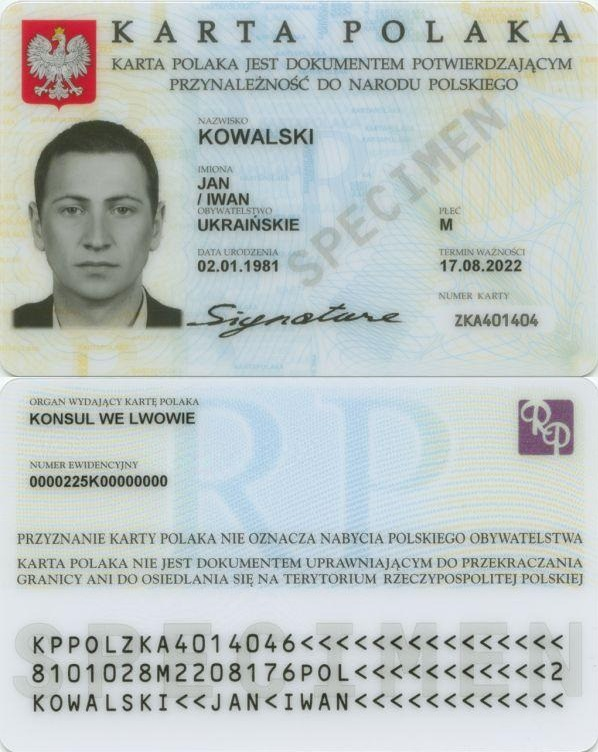 KARTA POLAKA
KARTA POLAKA JEST DOKUMENTEM POTWIERDZAJĄCYM
PRZYNALEŻNOŚĆ DO NARODU POLSKIEGO
NAZWISKO
KOWALSKI
IMIONA
JAN
/ IWAN
OBYWATELSTWO
UKRAIŃSKIE
PŁEĆ
M
DATA URODZENIA
02.01.1981
TERMIN WAŻNOŚCI
17.08.2022
NUMER KARTY
ZKA401404
Signature
SPECIMEN
ORGAN WYDAJĄCY KARTĘ POLAKA
KONSUL WE LWOWIE
RP
NUMER EWIDENCYJNY
0000225K00000000
RP
PRZYZNANIE KARTY POLAKA NIE OZNACZA NABYCIA POLSKIEGO OBYWATELSTWA
KARTA POLAKA NIE JEST DOKUMENTEM UPRAWNIAJĄCYM DO PRZEKRACZANIA
GRANICY ANI DO OSIEDLANIA SIĘ NA TERYTORIUM RZECZYPOSPOLITEJ POLSKIEJ
SPECIMEN
KPPOLZKA4014046<<<<<<<<<<<<<<<
8101028M2208176POL<<<<<<<<<<<2
KOWALSKI<<JAN<IWAN<<<<<<<<<<<<